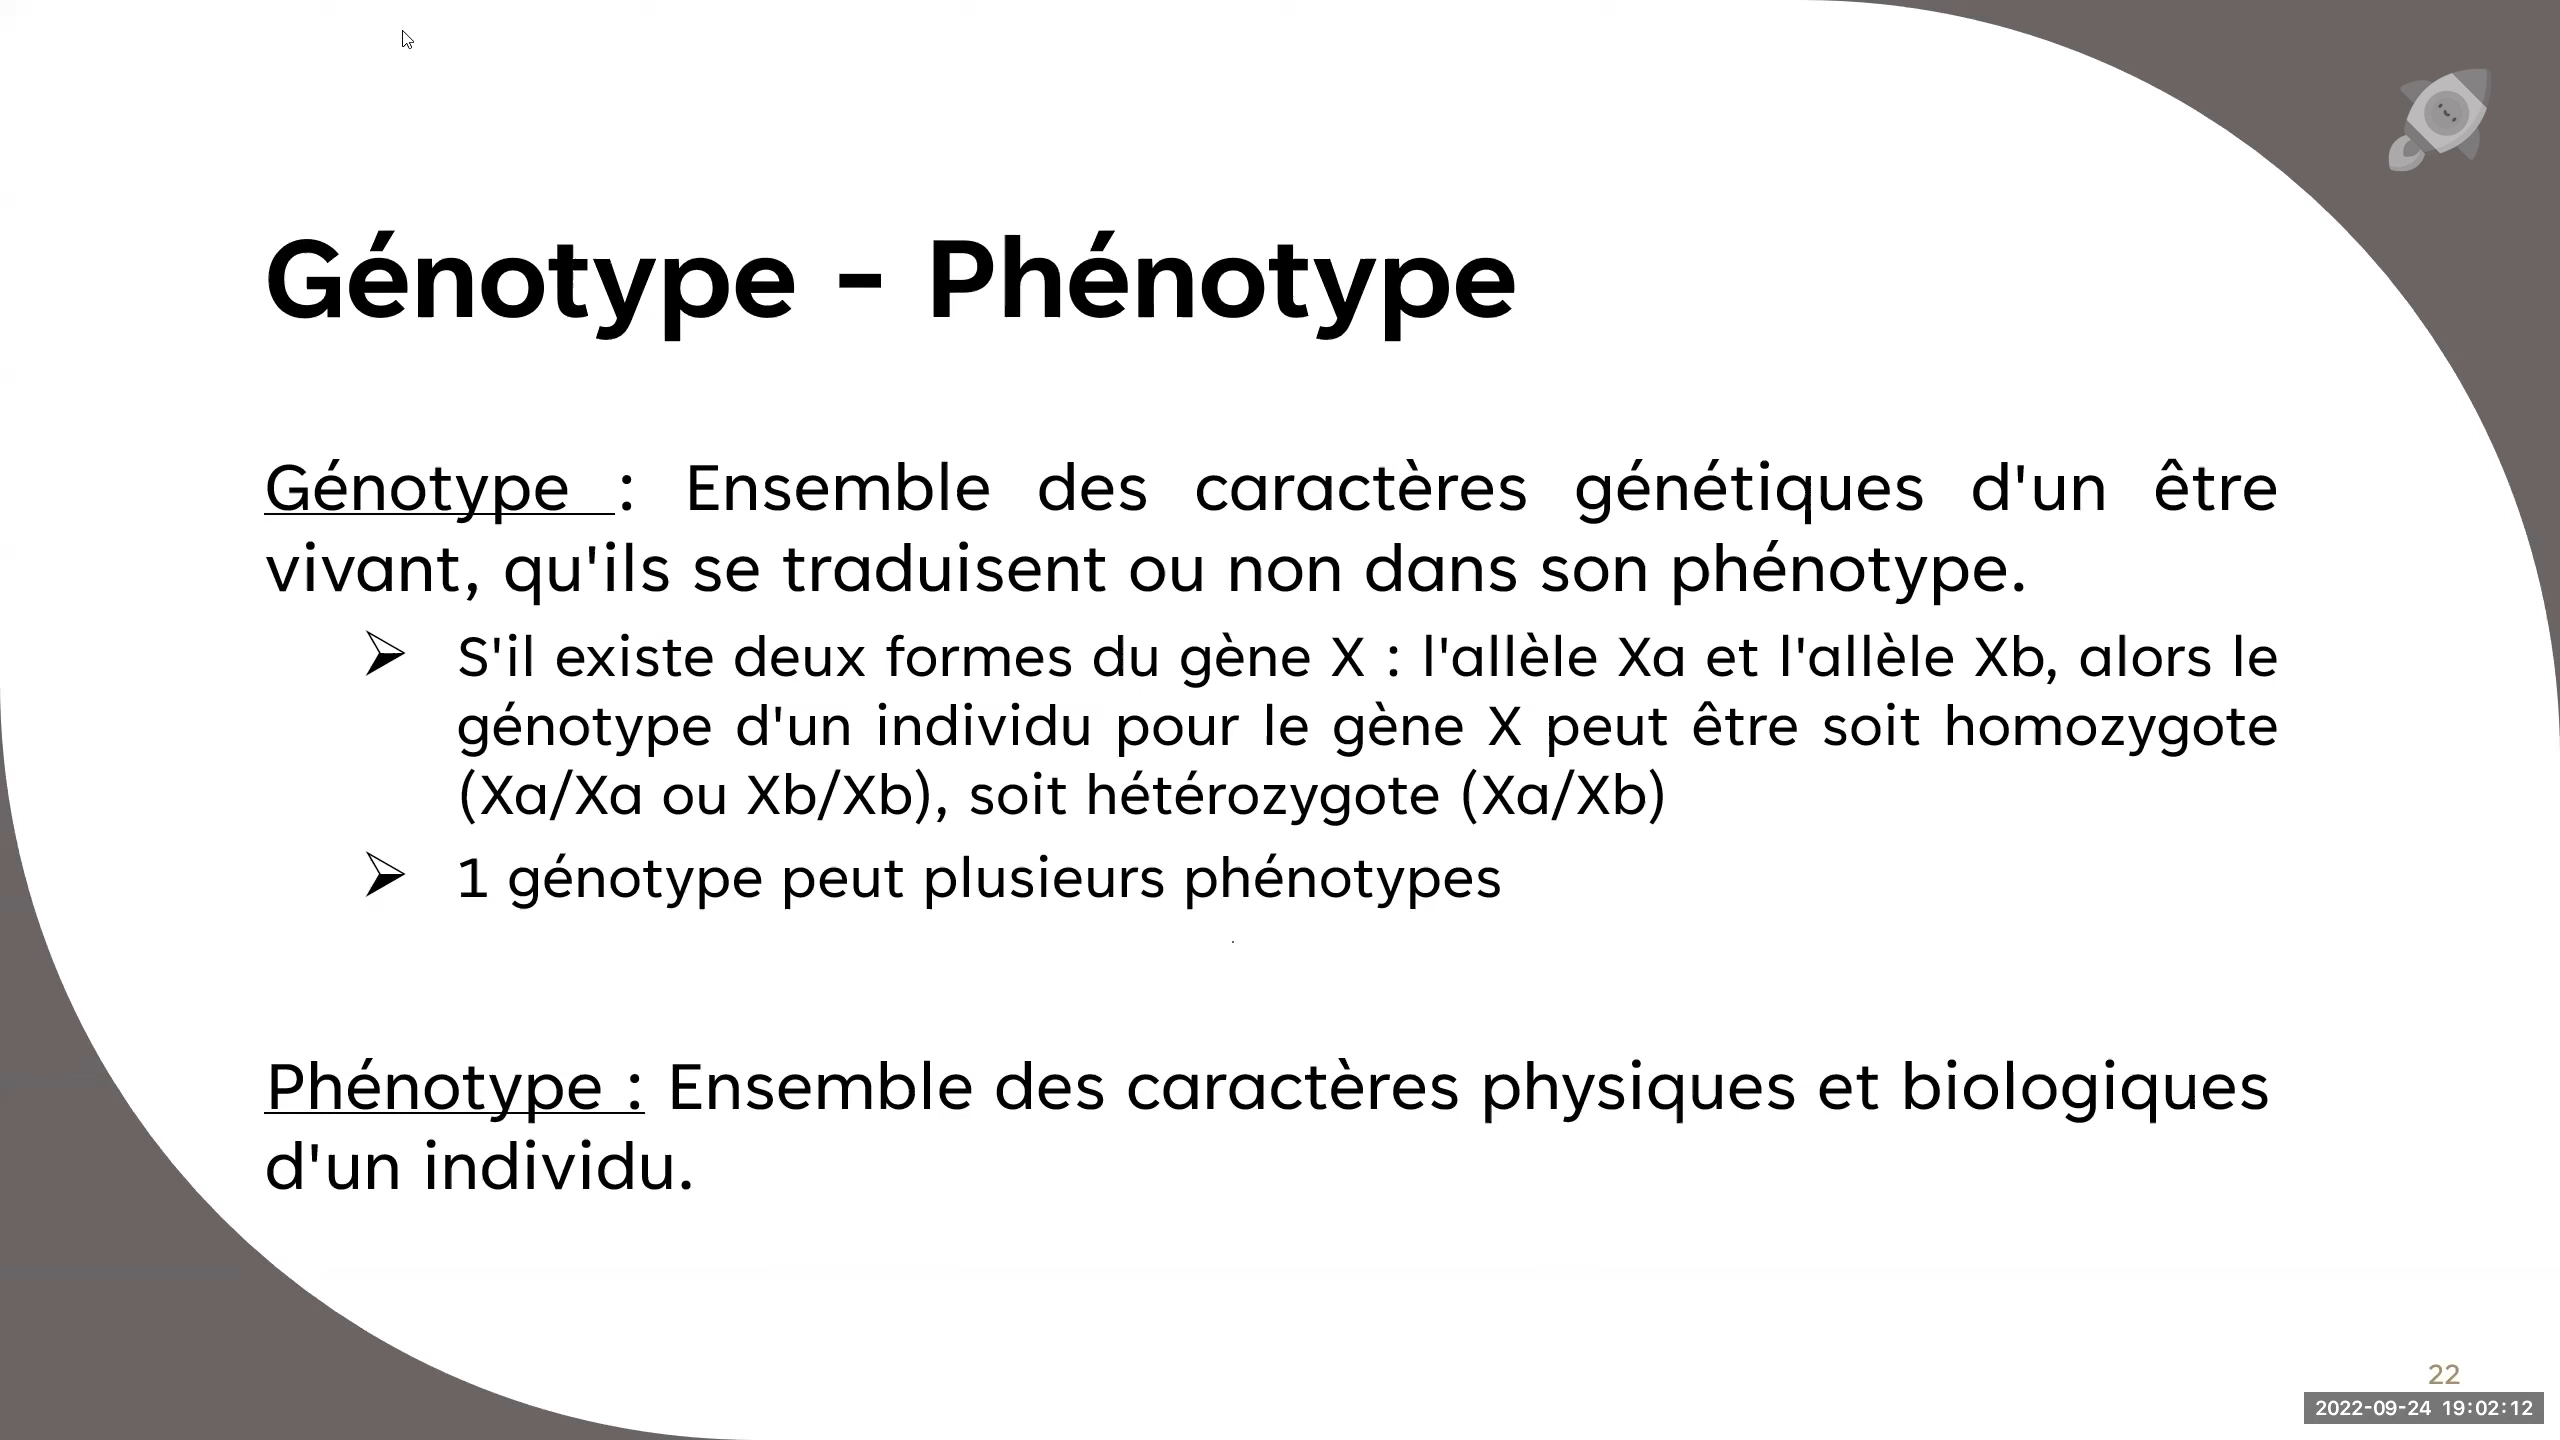 Génotype - Phénotype
Génotype : Ensemble des caractères génétiques d'un être
vivant, qu'ils se traduisent ou non dans son phénotype.
➢ S'il existe deux formes du gène X : l'allèle Xa et l'allèle Xb, alors le
génotype d'un individu pour le gène X peut être soit homozygote
(Xa/Xa ou Xb/Xb), soit hétérozygote (Xa/Xb)
➢ 1 génotype peut plusieurs phénotypes
Phénotype : Ensemble des caractères physiques et biologiques
d'un individu.
22
2022-09-24 19:02:12